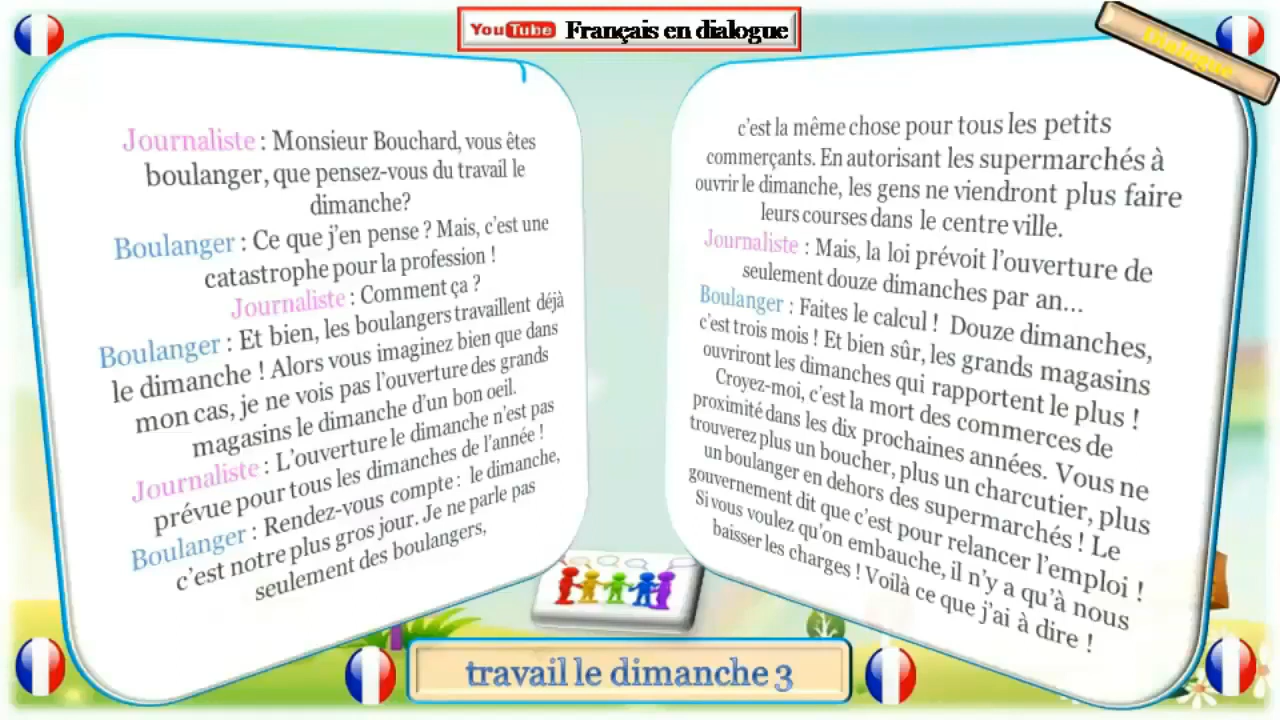 YouTube Français en dialogue
Dialogue
Journaliste : Monsieur Bouchard, vous êtes
boulanger, que pensez-vous du travail le
dimanche?
Boulanger : Ce que j'en pense ? Mais, c'est une
catastrophe pour la profession !
Journaliste : Comment ça ?
Boulanger : Et bien, les boulangers travaillent déjà
le dimanche ! Alors vous imaginez bien que dans
mon cas, je ne vois pas l'ouverture des grands
magasins le dimanche d'un bon oeil.
Journaliste : L'ouverture le dimanche n'est pas
prévue pour tous les dimanches de l'année !
Boulanger : Rendez-vous compte : le dimanche,
c'est notre plus gros jour. Je ne parle pas
seulement des boulangers,
c'est la même chose pour tous les petits
commerçants. En autorisant les supermarchés à
ouvrir le dimanche, les gens ne viendront plus faire
leurs courses dans le centre ville.
Journaliste : Mais, la loi prévoit l'ouverture de
seulement douze dimanches par an...
Boulanger : Faites le calcul ! Douze dimanches,
c'est trois mois ! Et bien sûr, les grands magasins
ouvriront les dimanches qui rapportent le plus !
Croyez-moi, c'est la mort des commerces de
proximité dans les dix prochaines années. Vous ne
trouverez plus un boucher, plus un charcutier, plus
un boulanger en dehors des supermarchés ! Le
gouvernement dit que c'est pour relancer l'emploi !
Si vous voulez qu'on embauche, il n'y a qu'à nous
baisser les charges ! Voilà ce que j'ai à dire !
travail le dimanche 3